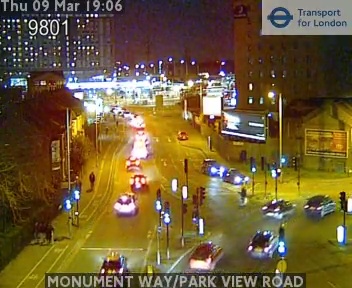 Thu 09 Mar 19:06
Transport
for London
9801
MONUMENT WAY/PARK VIEW ROAD